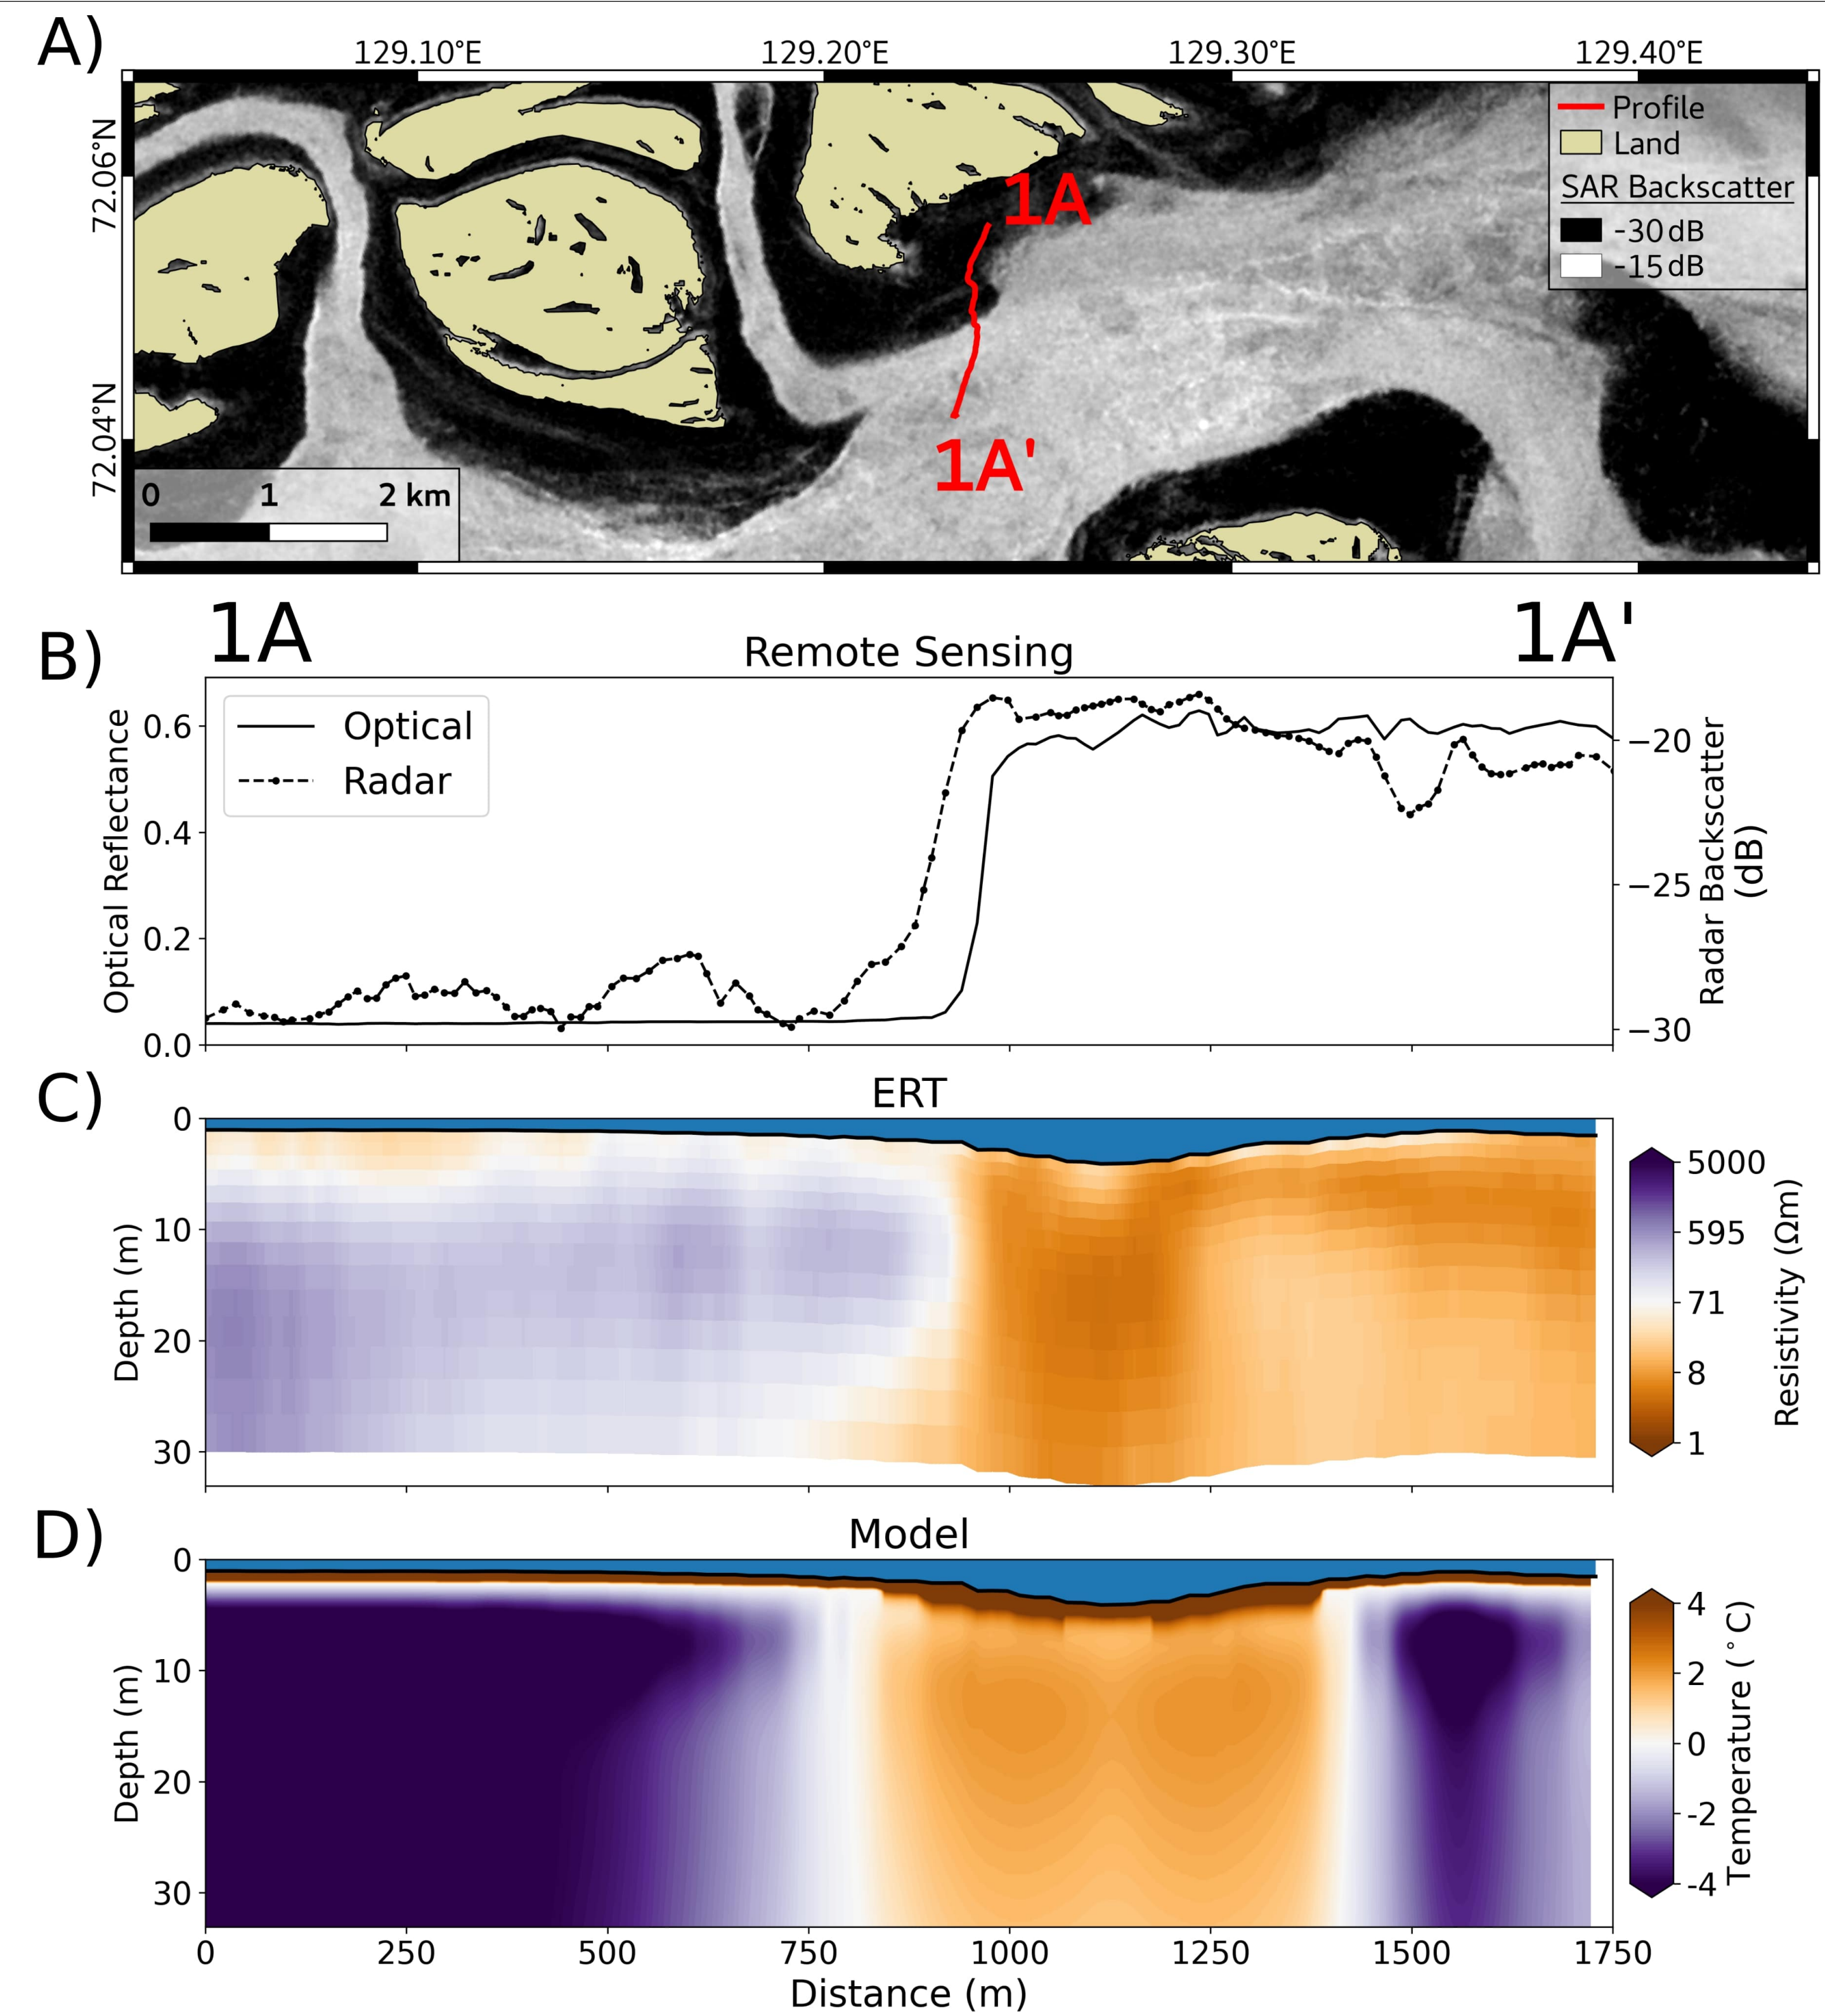 A)
129.10°E
129.20°E
129.30°E
129.40°E
72.06°N
72.04°N
Profile
Land
SAR Backscatter
-30 dB
-15 dB
1A
1A'
0 1 2 km
1A
1A'
B)
Remote Sensing
Optical Reflectance
0.6
0.4
0.2
0.0
Optical
Radar
−20
−25
−30
Radar Backscatter
(dB)
C)
ERT
Depth (m)
0
10
20
30
5000
595
71
8
1
Resistivity (Ωm)
D)
Model
Depth (m)
0
10
20
30
4
2
0
-2
-4
Temperature (°C)
0 250 500 750 1000 1250 1500 1750
Distance (m)